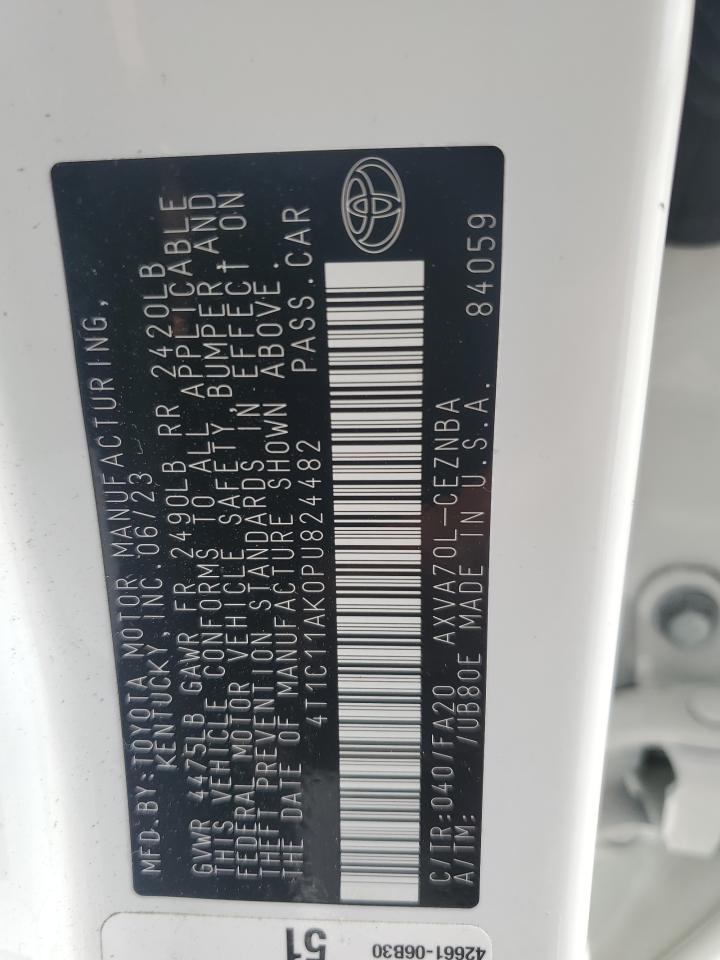 MFD.BY:TOYOTA MOTOR MANUFACTURING,
KENTUCKY,INC.06/23
GVWR 4475LB GAWR FR 2490LB RR 2420LB
THIS VEHICLE CONFORMS TO ALL APPLICABLE
FEDERAL MOTOR VEHICLE SAFETY,BUMPER AND
THEFT PREVENTION STANDARDS IN EFFECT ON
THE DATE OF MANUFACTURE SHOWN ABOVE.
4T1C11AK0PU824482 PASS.CAR
C/TR:040/FA20 AXVA70L-CEZNBA
A/TM: /UB80E MADE IN U.S.A. 84059
51
42661-06B30